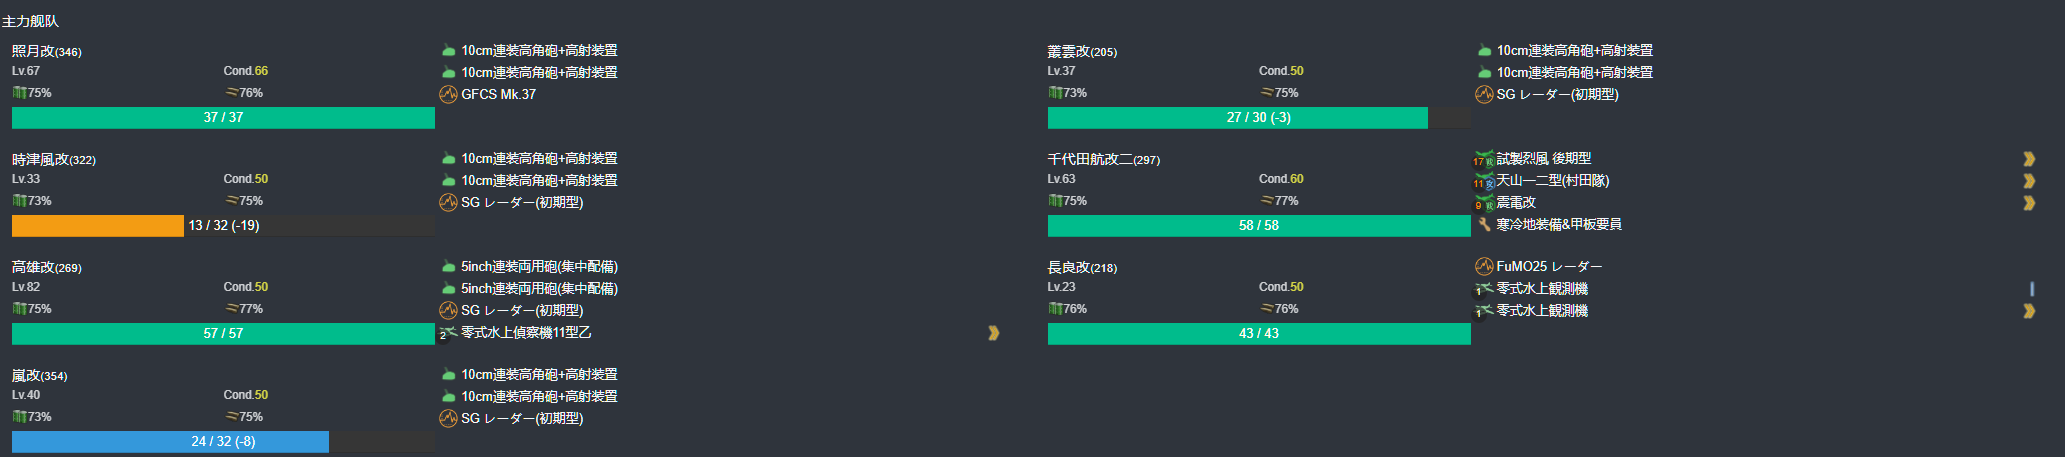 主力舰队
照月改(346)
Lv.67 Cond.66
75% 76%
37 / 37
10cm連装高角砲+高射装置
10cm連装高角砲+高射装置
GFCS Mk.37
叢雲改(205)
Lv.37 Cond.50
73% 75%
27 / 30 (-3)
10cm連装高角砲+高射装置
10cm連装高角砲+高射装置
SG レーダー(初期型)
時津風改(322)
Lv.33 Cond.50
73% 75%
13 / 32 (-19)
10cm連装高角砲+高射装置
10cm連装高角砲+高射装置
SG レーダー(初期型)
千代田航改二(297)
Lv.63 Cond.60
75% 77%
58 / 58
17 試製烈風 後期型
11 天山一二型(村田隊)
9 震電改
寒冷地装備&甲板要員
高雄改(269)
Lv.82 Cond.50
75% 77%
57 / 57
5inch連装両用砲(集中配備)
5inch連装両用砲(集中配備)
SG レーダー(初期型)
2 零式水上偵察機11型乙
長良改(218)
Lv.23 Cond.50
76% 76%
43 / 43
FuMO25 レーダー
1 零式水上観測機
1 零式水上観測機
嵐改(354)
Lv.40 Cond.50
73% 75%
24 / 32 (-8)
10cm連装高角砲+高射装置
10cm連装高角砲+高射装置
SG レーダー(初期型)